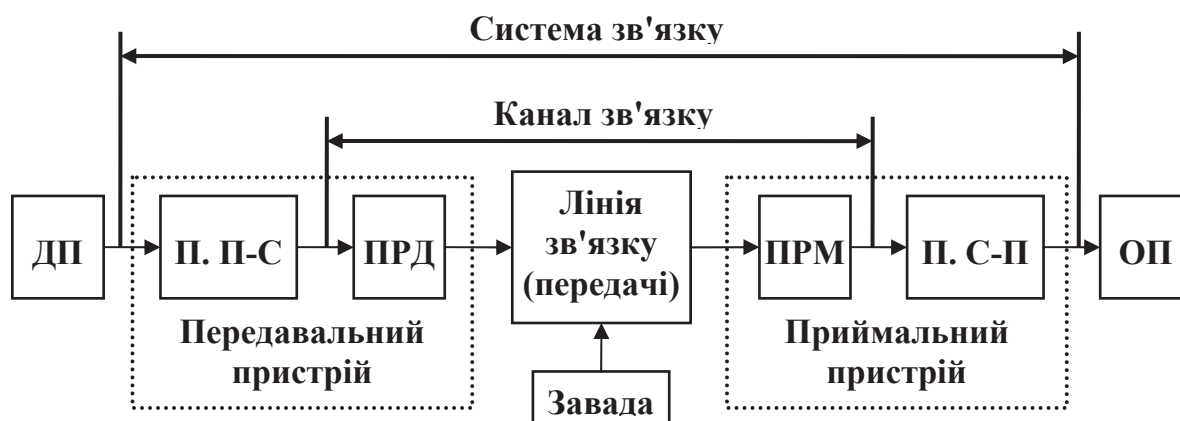 Система зв'язку
Канал зв'язку
ДП
П. П-С
ПРД
Лінія
зв'язку
(передачі)
ПРМ
П. С-П
ОП
Передавальний
пристрій
Приймальний
пристрій
Завада